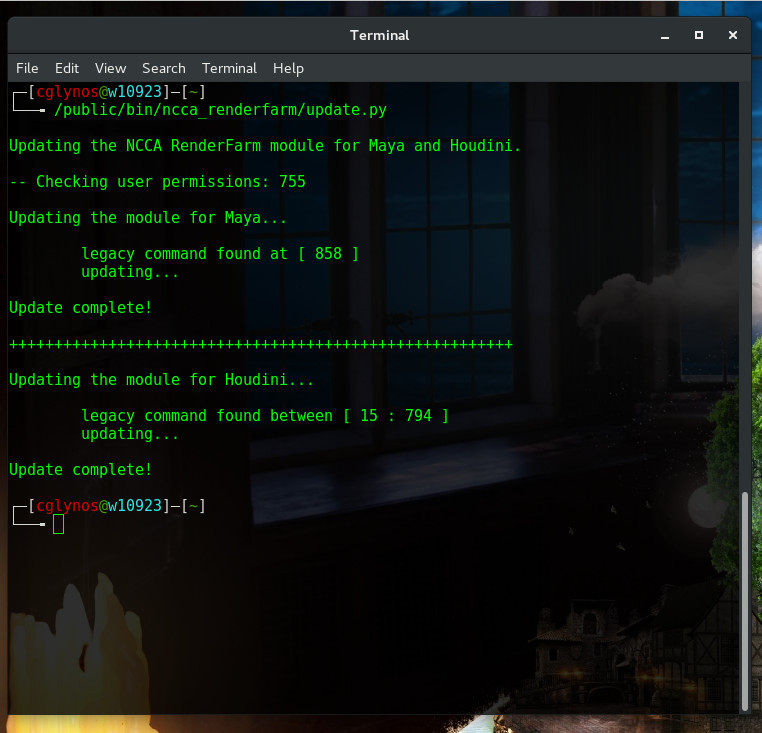 Terminal
File Edit View Search Terminal Help
┌─[cglynos@w10923]─[~]
└──╼ /public/bin/ncca_renderfarm/update.py
Updating the NCCA RenderFarm module for Maya and Houdini.
-- Checking user permissions: 755
Updating the module for Maya...
legacy command found at [ 858 ]
updating...
Update complete!
++++++++++++++++++++++++++++++++++++++++++++++++++++++++
Updating the module for Houdini...
legacy command found between [ 15 : 794 ]
updating...
Update complete!
┌─[cglynos@w10923]─[~]
└──╼